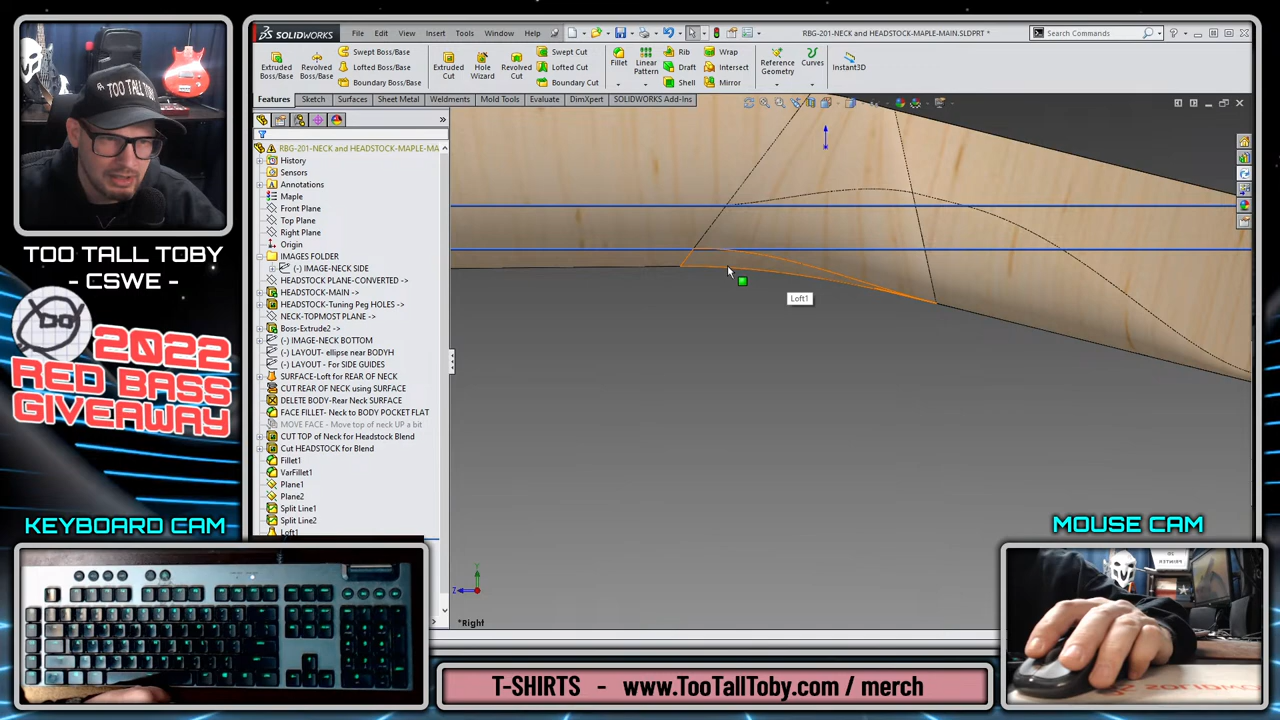 SOLIDWORKS
File Edit View Insert Tools Window Help
RBG-201-NECK and HEADSTOCK-MAPLE-MAIN.SLDPRT *
Search Commands
Extruded Boss/Base
Revolved Boss/Base
Swept Boss/Base
Lofted Boss/Base
Boundary Boss/Base
Extruded Cut
Hole Wizard
Revolved Cut
Swept Cut
Lofted Cut
Boundary Cut
Fillet
Linear Pattern
Rib
Draft
Shell
Wrap
Intersect
Mirror
Reference Geometry
Curves
Instant3D
Features Sketch Surfaces Sheet Metal Weldments Mold Tools Evaluate DimXpert SOLIDWORKS Add-Ins
RBG-201-NECK and HEADSTOCK-MAPLE-MA
History
Sensors
Annotations
Maple
Front Plane
Top Plane
Right Plane
Origin
IMAGES FOLDER
(-) IMAGE-NECK SIDE
HEADSTOCK PLANE-CONVERTED ->
HEADSTOCK-MAIN ->
HEADSTOCK-Tuning Peg HOLES ->
NECK-TOPMOST PLANE ->
Boss-Extrude2 ->
(-) IMAGE-NECK BOTTOM
(-) LAYOUT- ellipse near BODYH
(-) LAYOUT - For SIDE GUIDES
SURFACE-Loft for REAR OF NECK
CUT REAR OF NECK using SURFACE
DELETE BODY-Rear Neck SURFACE
FACE FILLET- Neck to BODY POCKET FLAT
MOVE FACE - Move top of neck UP a bit
CUT TOP of Neck for Headstock Blend
Cut HEADSTOCK for Blend
Fillet1
VarFillet1
Plane1
Plane2
Split Line1
Split Line2
Loft1
Loft1
*Right
TOO TALL TOBY
- CSWE -
2022
RED BASS
GIVEAWAY
KEYBOARD CAM
MOUSE CAM
T-SHIRTS - www.TooTallToby.com / merch